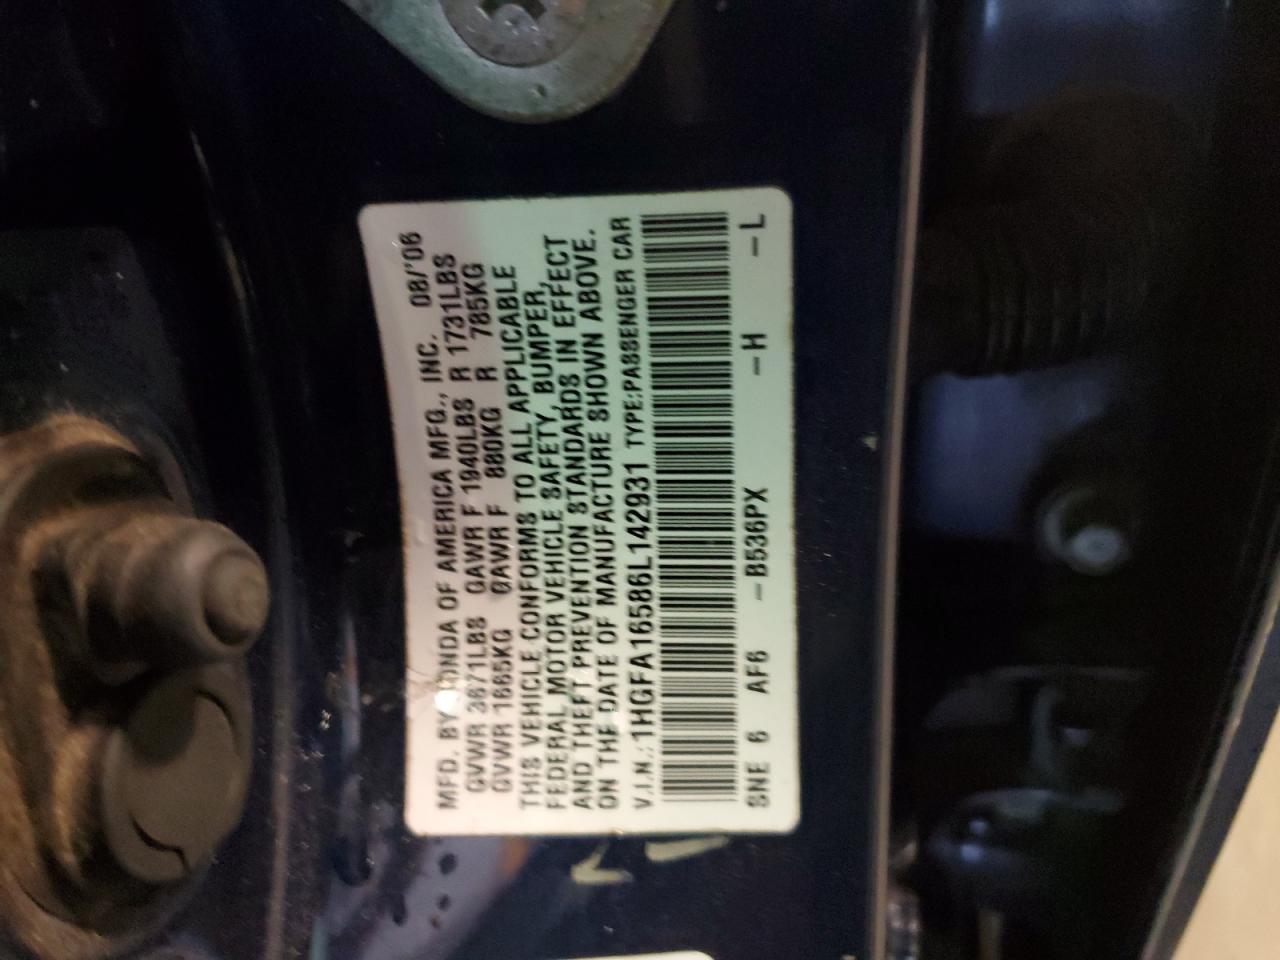 MFD. BY HONDA OF AMERICA MFG., INC. 08/'06
GVWR 3671LBS GAWR F 1940LBS R 1731LBS
GVWR 1665KG GAWR F 880KG R 785KG
THIS VEHICLE CONFORMS TO ALL APPLICABLE
FEDERAL MOTOR VEHICLE SAFETY, BUMPER,
AND THEFT PREVENTION STANDARDS IN EFFECT
ON THE DATE OF MANUFACTURE SHOWN ABOVE.
V.I.N.: 1HGFA16586L142931 TYPE:PASSENGER CAR
SNE 6 AF6 -B536PX -H -L